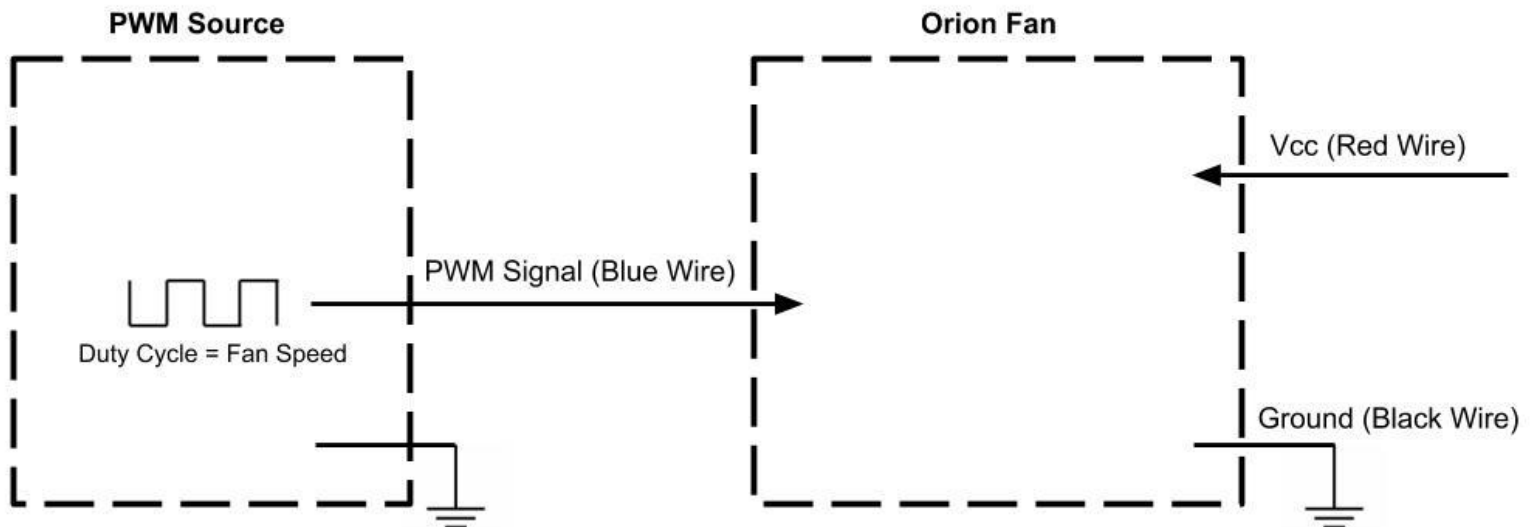 PWM Source
Orion Fan
Vcc (Red Wire)
PWM Signal (Blue Wire)
Duty Cycle = Fan Speed
Ground (Black Wire)